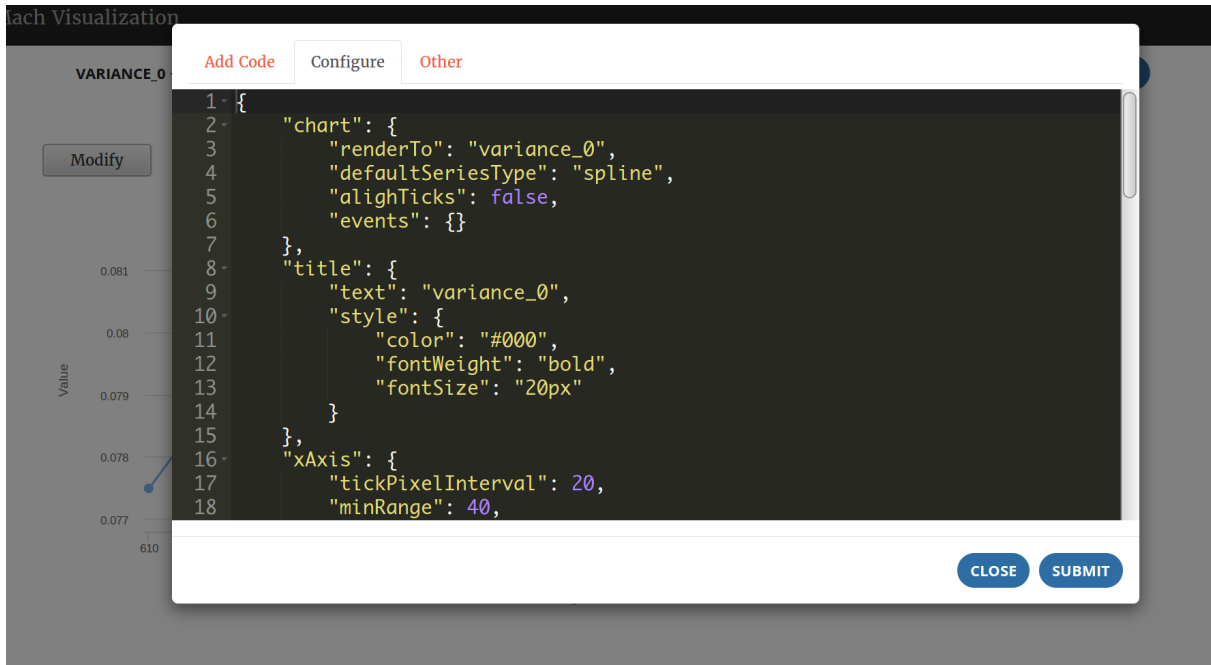 Mach Visualization
VARIANCE_0
Modify
0.081
0.08
0.079
0.078
0.077
Value
610
Add Code
Configure
Other
1 {
2 "chart": {
3 "renderTo": "variance_0",
4 "defaultSeriesType": "spline",
5 "alighTicks": false,
6 "events": {}
7 },
8 "title": {
9 "text": "variance_0",
10 "style": {
11 "color": "#000",
12 "fontWeight": "bold",
13 "fontSize": "20px"
14 }
15 },
16 "xAxis": {
17 "tickPixelInterval": 20,
18 "minRange": 40,
CLOSE
SUBMIT